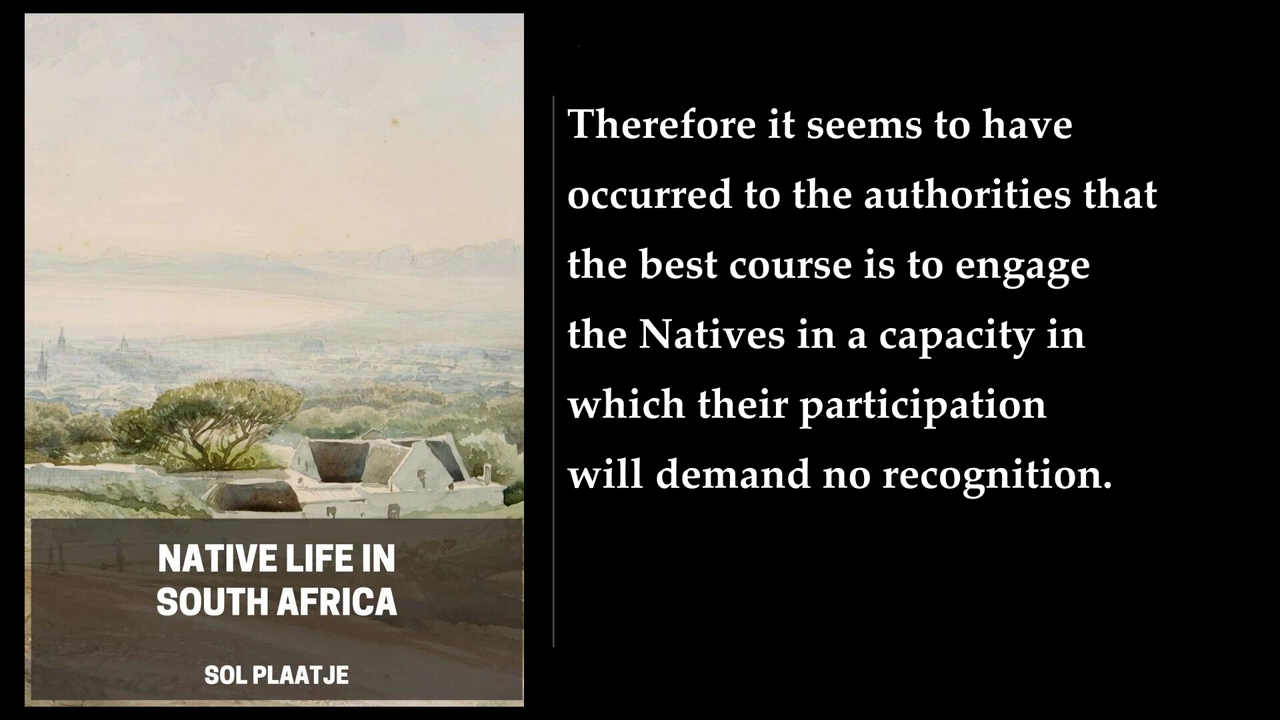 Therefore it seems to have
occurred to the authorities that
the best course is to engage
the Natives in a capacity in
which their participation
will demand no recognition.
NATIVE LIFE IN
SOUTH AFRICA
SOL PLAATJE